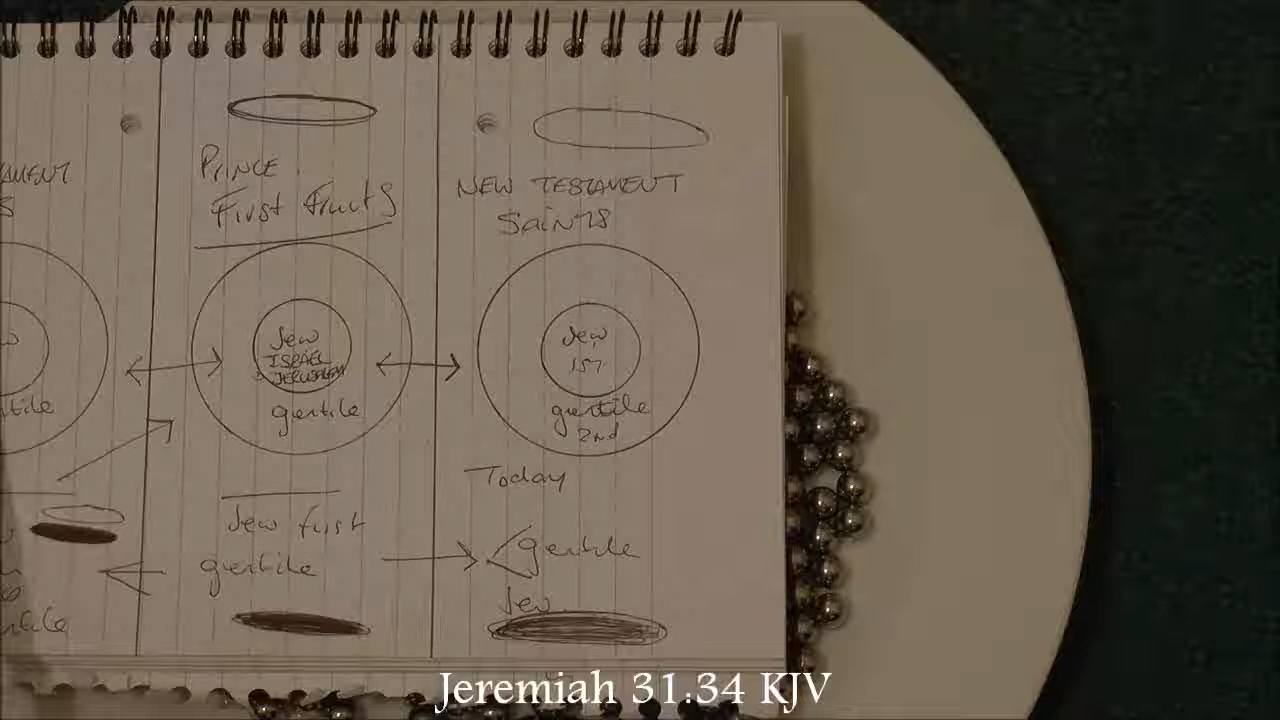 PRINCE
First Fruits
Jew
ISRAEL
JERUSALEM
gentile
Jew first
gentile
NEW TESTAMENT
SaiNTS
Jew
1ST
gentile
2nd
Today
gentile
Jew
Jeremiah 31:34 KJV